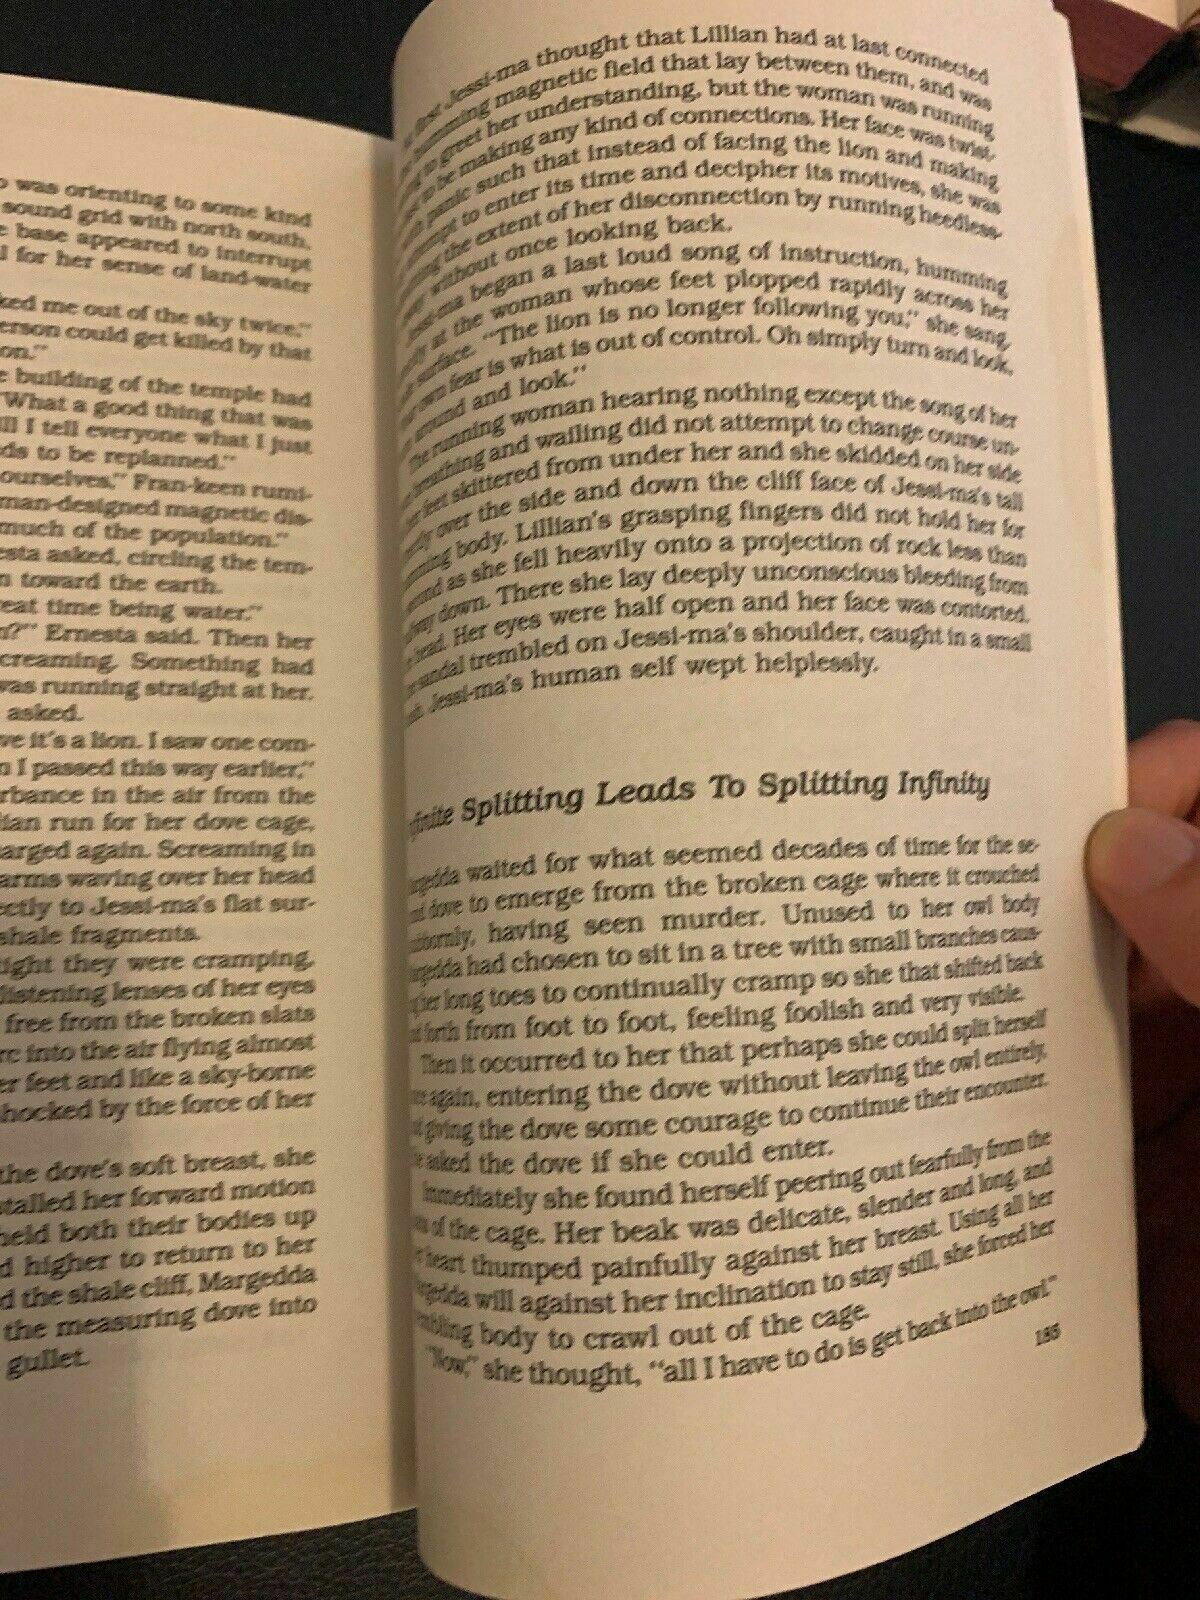 was orienting to some kind
sound grid with north south.
base appeared to interrupt
for her sense of land-water
ked me out of the sky twice,"
erson could get killed by that
on."
building of the temple had
"What a good thing that was
ll I tell everyone what I just
ds to be replanned."
ourselves," Fran-keen rumi-
man-designed magnetic dis-
much of the population."
esta asked, circling the tem-
n toward the earth.
reat time being water."
n?" Ernesta said. Then her
creaming. Something had
was running straight at her.
asked.
ve it's a lion. I saw one com-
n I passed this way earlier,"
rbance in the air from the
lian run for her dove cage,
arged again. Screaming in
arms waving over her head
ectly to Jessi-ma's flat sur-
shale fragments.
ight they were cramping,
listening lenses of her eyes
free from the broken slats
rc into the air flying almost
er feet and like a sky-borne
hocked by the force of her
the dove's soft breast, she
stalled her forward motion
held both their bodies up
d higher to return to her
d the shale cliff, Margedda
the measuring dove into
gullet.
first Jessi-ma thought that Lillian had at last connected
humming magnetic field that lay between them, and was
to greet her understanding, but the woman was running
to be making any kind of connections. Her face was twist-
panic such that instead of facing the lion and making
empt to enter its time and decipher its motives, she was
the extent of her disconnection by running heedless-
without once looking back.
Jessi-ma began a last loud song of instruction, humming
at the woman whose feet plopped rapidly across her
surface. "The lion is no longer following you," she sang,
own fear is what is out of control. Oh simply turn and look,
around and look."
The running woman hearing nothing except the song of her
breathing and wailing did not attempt to change course un-
feet skittered from under her and she skidded on her side
over the side and down the cliff face of Jessi-ma's tall
body. Lillian's grasping fingers did not hold her for
as she fell heavily onto a projection of rock less than
down. There she lay deeply unconscious bleeding from
head. Her eyes were half open and her face was contorted.
sandal trembled on Jessi-ma's shoulder, caught in a small
Jessi-ma's human self wept helplessly.
finite Splitting Leads To Splitting Infinity
argedda waited for what seemed decades of time for the se-
dove to emerge from the broken cage where it crouched
having seen murder. Unused to her owl body
argedda had chosen to sit in a tree with small branches caus-
her long toes to continually cramp so she that shifted back
forth from foot to foot, feeling foolish and very visible.
Then it occurred to her that perhaps she could split herself
again, entering the dove without leaving the owl entirely,
giving the dove some courage to continue their encounter.
asked the dove if she could enter.
Immediately she found herself peering out fearfully from the
of the cage. Her beak was delicate, slender and long, and
heart thumped painfully against her breast. Using all her
argedda will against her inclination to stay still, she forced her
mbling body to crawl out of the cage.
"Now," she thought, "all I have to do is get back into the owl."
185